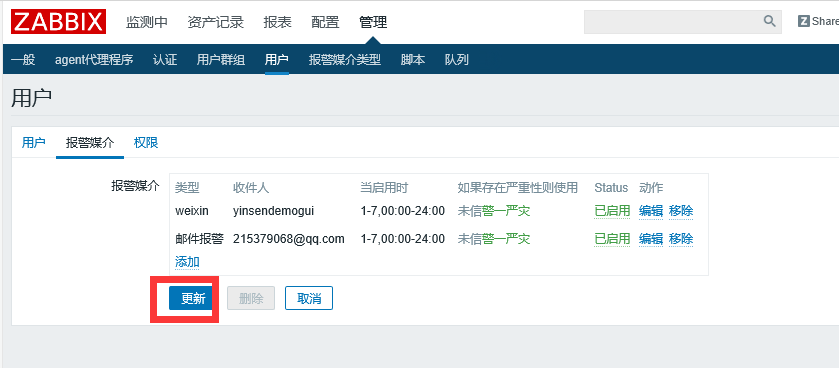 ZABBIX 监测中 资产记录 报表 配置 管理 Z Share
一般 agent代理程序 认证 用户群组 用户 报警媒介类型 脚本 队列
用户
用户 报警媒介 权限
报警媒介 类型 收件人 当启用时 如果存在严重性则使用 Status 动作
weixin yinsendemogui 1-7,00:00-24:00 未信警一严灾 已启用 编辑 移除
邮件报警 215379068@qq.com 1-7,00:00-24:00 未信警一严灾 已启用 编辑 移除
添加
更新 删除 取消